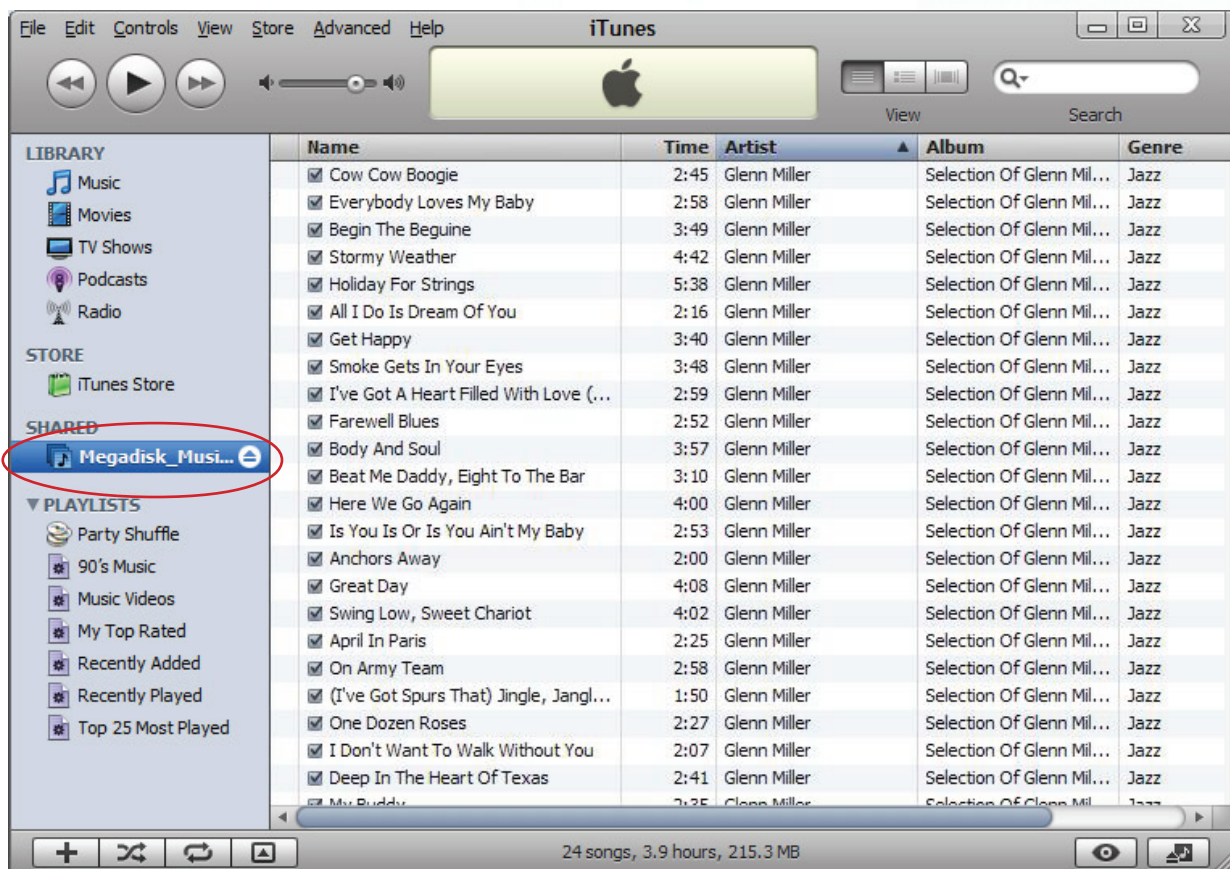 File Edit Controls View Store Advanced Help iTunes
View Search
LIBRARY
Music
Movies
TV Shows
Podcasts
Radio
STORE
iTunes Store
SHARED
Megadisk_Musi...
PLAYLISTS
Party Shuffle
90's Music
Music Videos
My Top Rated
Recently Added
Recently Played
Top 25 Most Played
Name Time Artist Album Genre
Cow Cow Boogie 2:45 Glenn Miller Selection Of Glenn Mil... Jazz
Everybody Loves My Baby 2:58 Glenn Miller Selection Of Glenn Mil... Jazz
Begin The Beguine 3:49 Glenn Miller Selection Of Glenn Mil... Jazz
Stormy Weather 4:42 Glenn Miller Selection Of Glenn Mil... Jazz
Holiday For Strings 5:38 Glenn Miller Selection Of Glenn Mil... Jazz
All I Do Is Dream Of You 2:16 Glenn Miller Selection Of Glenn Mil... Jazz
Get Happy 3:40 Glenn Miller Selection Of Glenn Mil... Jazz
Smoke Gets In Your Eyes 3:48 Glenn Miller Selection Of Glenn Mil... Jazz
I've Got A Heart Filled With Love (... 2:59 Glenn Miller Selection Of Glenn Mil... Jazz
Farewell Blues 2:52 Glenn Miller Selection Of Glenn Mil... Jazz
Body And Soul 3:57 Glenn Miller Selection Of Glenn Mil... Jazz
Beat Me Daddy, Eight To The Bar 3:10 Glenn Miller Selection Of Glenn Mil... Jazz
Here We Go Again 4:00 Glenn Miller Selection Of Glenn Mil... Jazz
Is You Is Or Is You Ain't My Baby 2:53 Glenn Miller Selection Of Glenn Mil... Jazz
Anchors Away 2:00 Glenn Miller Selection Of Glenn Mil... Jazz
Great Day 4:08 Glenn Miller Selection Of Glenn Mil... Jazz
Swing Low, Sweet Chariot 4:02 Glenn Miller Selection Of Glenn Mil... Jazz
April In Paris 2:25 Glenn Miller Selection Of Glenn Mil... Jazz
On Army Team 2:58 Glenn Miller Selection Of Glenn Mil... Jazz
(I've Got Spurs That) Jingle, Jangl... 1:50 Glenn Miller Selection Of Glenn Mil... Jazz
One Dozen Roses 2:27 Glenn Miller Selection Of Glenn Mil... Jazz
I Don't Want To Walk Without You 2:07 Glenn Miller Selection Of Glenn Mil... Jazz
Deep In The Heart Of Texas 2:41 Glenn Miller Selection Of Glenn Mil... Jazz
My Buddy 2:35 Glenn Miller Selection Of Glenn Mil... Jazz
24 songs, 3.9 hours, 215.3 MB